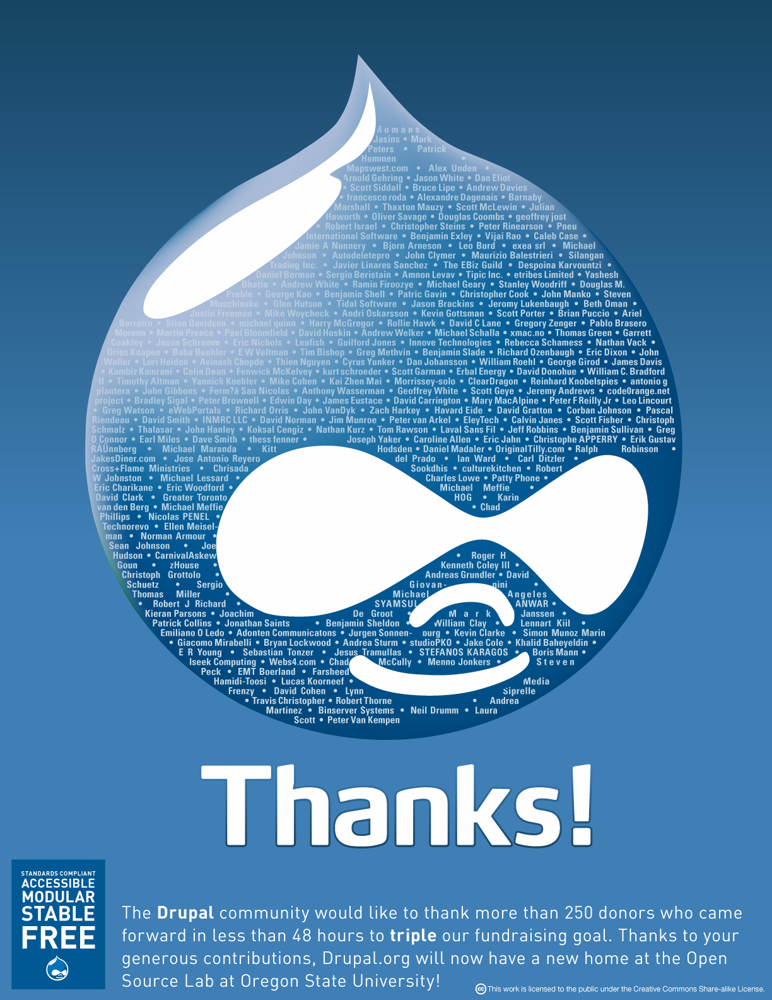 Romans
Jasins • Mark
Peters • Patrick
Hemmen •
Mapswest.com • Alex Unden •
Arnold Gehring • Jason White • Dan Eliot
• Scott Siddall • Bruce Lipe • Andrew Davies
• francesco roda • Alexandre Dagenais • Barnaby
Marshall • Thaxton Mauzy • Scott McLewin • Julian
Haworth • Oliver Savage • Douglas Coombs • geoffrey jost
• Robert Israel • Christopher Steins • Peter Rinearson • Pneu
International Software • Benjamin Exley • Vijai Rao • Caleb Case •
Jamie A Nunnery • Bjorn Arneson • Leo Burd • exea srl • Michael
Johnson • Autodeletepro • John Clymer • Maurizio Balestrieri • Silangan
Trading Inc. • Javier Linares Sanchez • The EBiz Guild • Despoina Karvountzi •
Daniel Berman • Sergio Beristain • Amnon Levav • Tipic Inc. • etribes Limited • Yashesh
Bhatia • Andrew White • Ramin Firoozye • Michael Geary • Stanley Woodriff • Douglas M.
Preble • George Kao • Benjamin Shell • Patric Gavin • Christopher Cook • John Manko • Steven
Muschinske • Glen Hutson • Tidal Software • Jason Brackins • Jeromy Lukenbaugh • Beth Oman •
Justin Freeman • Mike Woycheck • Andri Oskarsson • Kevin Gottsman • Scott Porter • Brian Puccio • Ariel
Barreiro • Stian Davidsen • michael quinn • Harry McGregor • Rollie Hawk • David C Lane • Gregory Zenger • Pablo Brasero
Moreno • Martin Preece • Paul Bloomfield • David Hoskin • Andrew Welker • Michael Schalla • xmac.no • Thomas Green • Garrett
Coakley • Jason Schramm • Eric Nichols • Leafish • Guilford Jones • Innove Technologies • Rebecca Schamess • Nathan Vack •
Dries Knapen • Baba Buehler • E W Veltman • Tim Bishop • Greg Methvin • Benjamin Slade • Richard Ozenbaugh • Eric Dixon • John
Waller • Lori Heiden • Avinash Chopde • Thien Nguyen • Cyrus Yunker • Dan Johansson • William Roehl • George Girod • James Davis
• Kambiz Kamrani • Colin Dean • Fenwick McKelvey • kurt schroeder • Scott Garman • Erbal Energy • David Donohue • William C. Bradford
II • Timothy Altman • Yannick Koehler • Mike Cohen • Kai Zhen Mai • Morrissey-solo • ClearDragon • Reinhard Knobelspies • antonio g
plantera • John Gibbons • Ferm?â San Nicolas • Anthony Wasserman • Geoffrey White • Scott Geye • Jeremy Andrews • code0range.net
project • Bradley Sigal • Peter Brownell • Edwin Day • James Eustace • David Carrington • Mary MacAlpine • Peter F Reilly Jr • Leo Lincourt
• Greg Watson • eWebPortals • Richard Orris • John VanDyk • Zach Harkey • Havard Eide • David Gratton • Corban Johnson • Pascal
Riendeau • David Smith • INMRC LLC • David Norman • Jim Munroe • Peter van Arkel • EleyTech • Calvin Janes • Scott Fisher • Christoph
Schmalz • Thalasar • John Hanley • Koksal Cengiz • Nathan Kurz • Tom Rawson • Laval Sans Fil • Jeff Robbins • Benjamin Sullivan • Greg
O Connor • Earl Miles • Dave Smith • thess fenner • Joseph Yaker • Caroline Allen • Eric Jahn • Christophe APPERRY • Erik Gustav
RÃÜnnberg • Michael Maranda • Kitt Hodsden • Daniel Madaler • OriginalTilly.com • Ralph Robinson •
JakesDiner.com • Jose Antonio Reyero del Prado • Ian Ward • Carl Ditzler •
Cross+Flame Ministries • Chrisada Sookdhis • culturekitchen • Robert
W Johnston • Michael Lessard • Charles Lowe • Patty Phone •
Eric Charikane • Eric Woodford • Michael Meffie •
David Clark • Greater Toronto HOG • Karin
van den Berg • Michael Meffie • Chad
Phillips • Nicolas PENEL •
Technorevo • Ellen Meisel-
man • Norman Armour •
Sean Johnson • Joe
Hudson • CarnivalAskew • Roger H
Goun • zHouse • Kenneth Coley III •
Christoph Grottolo • Andreas Grundler • David
Schuetz • Sergio Giovan- nini •
Thomas Miller • Michael Angeles
• Robert J Richard • SYAMSUL ANWAR •
Kieran Parsons • Joachim De Groot • Mark Janssen •
Patrick Collins • Jonathan Saints • Benjamin Sheldon • William Clay • Lennart Kiil •
Emiliano O Ledo • Adonten Communicatons • Jurgen Sonnen- burg • Kevin Clarke • Simon Munoz Marin
• Giacomo Mirabelli • Bryan Lockwood • Andrea Sturm • studioPKO • Jake Cole • Khalid Baheyeldin •
E R Young • Sebastian Tonzer • Jesus Tramullas • STEFANOS KARAGOS • Boris Mann •
Iseek Computing • Webs4.com • Chad McCully • Menno Jonkers • Steven
Peck • EMT Boerland • Farsheed
Hamidi-Toosi • Lucas Koorneef • Media
Frenzy • David Cohen • Lynn Siprelle
• Travis Christopher • Robert Thorne • Andrea
Martinez • Binserver Systems • Neil Drumm • Laura
Scott • Peter Van Kempen
Thanks!
STANDARDS COMPLIANT
ACCESSIBLE
MODULAR
STABLE
FREE
The Drupal community would like to thank more than 250 donors who came
forward in less than 48 hours to triple our fundraising goal. Thanks to your
generous contributions, Drupal.org will now have a new home at the Open
Source Lab at Oregon State University!
cc This work is licensed to the public under the Creative Commons Share-alike License.